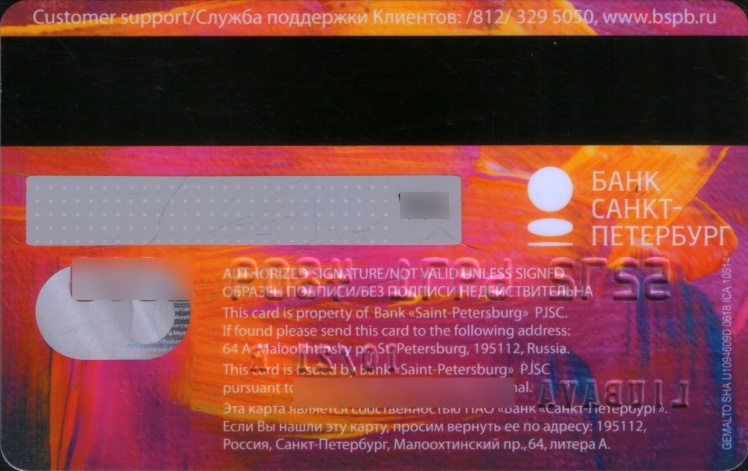 Customer support/Служба поддержки Клиентов: /812/ 329 5050, www.bspb.ru
БАНК
САНКТ-
ПЕТЕРБУРГ
AUTHORIZED SIGNATURE/NOT VALID UNLESS SIGNED
ОБРАЗЕЦ ПОДПИСИ/БЕЗ ПОДПИСИ НЕДЕЙСТВИТЕЛЬНА
This card is property of Bank «Saint-Petersburg» PJSC.
If found please send this card to the following address:
64 A, Malookhtinsky pr., St. Petersburg, 195112, Russia.
This card is issued by Bank «Saint-Petersburg» PJSC
pursuant
Эта карта является собственностью ПАО «Банк «Санкт-Петербург».
Если Вы нашли эту карту, просим вернуть ее по адресу: 195112,
Россия, Санкт-Петербург, Малоохтинский пр., 64, литера А.
GEMALTO SHA U1094609D 0618 ICA 10514